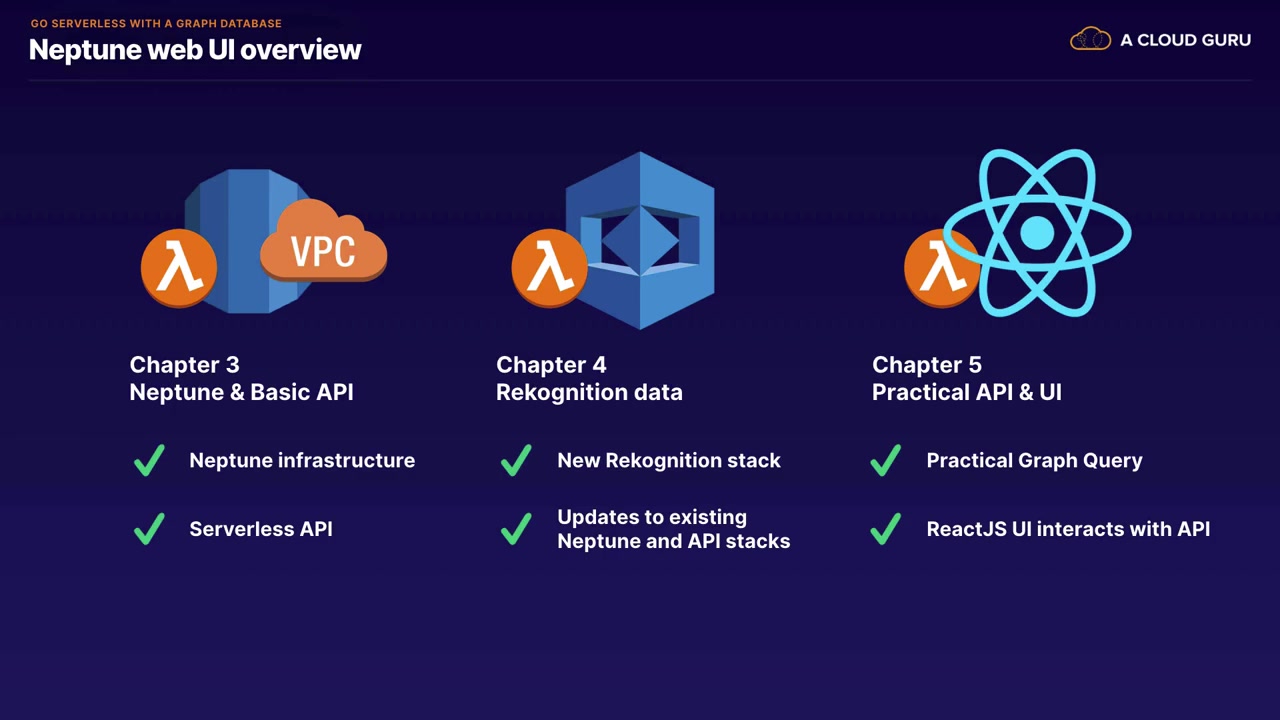 GO SERVERLESS WITH A GRAPH DATABASE
Neptune web UI overview
A CLOUD GURU
VPC
λ
λ
λ
Chapter 3
Neptune & Basic API
Neptune infrastructure
Serverless API
Chapter 4
Rekognition data
New Rekognition stack
Updates to existing
Neptune and API stacks
Chapter 5
Practical API & UI
Practical Graph Query
ReactJS UI interacts with API